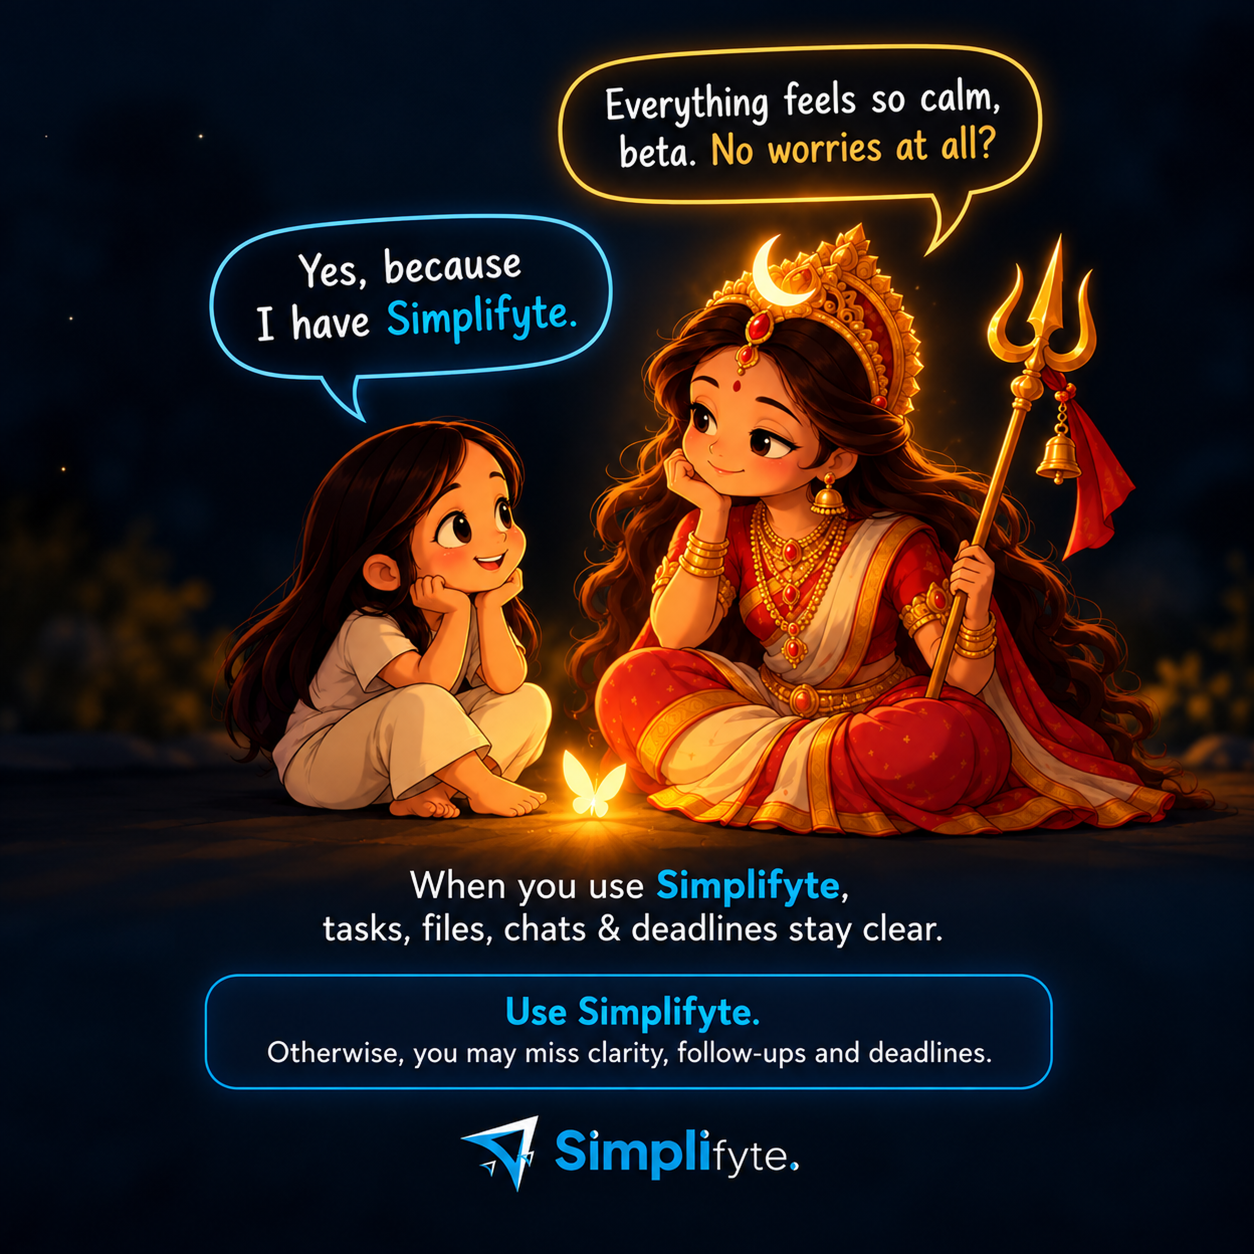 Everything feels so calm,
beta. No worries at all?
Yes, because
I have Simplifyte.
When you use Simplifyte,
tasks, files, chats & deadlines stay clear.
Use Simplifyte.
Otherwise, you may miss clarity, follow-ups and deadlines.
Simplifyte.